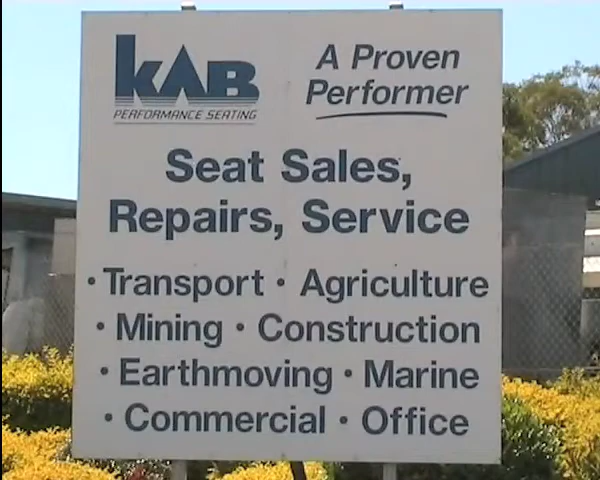 KAB
PERFORMANCE SEATING
A Proven
Performer
Seat Sales,
Repairs, Service
• Transport • Agriculture
• Mining • Construction
• Earthmoving • Marine
• Commercial • Office